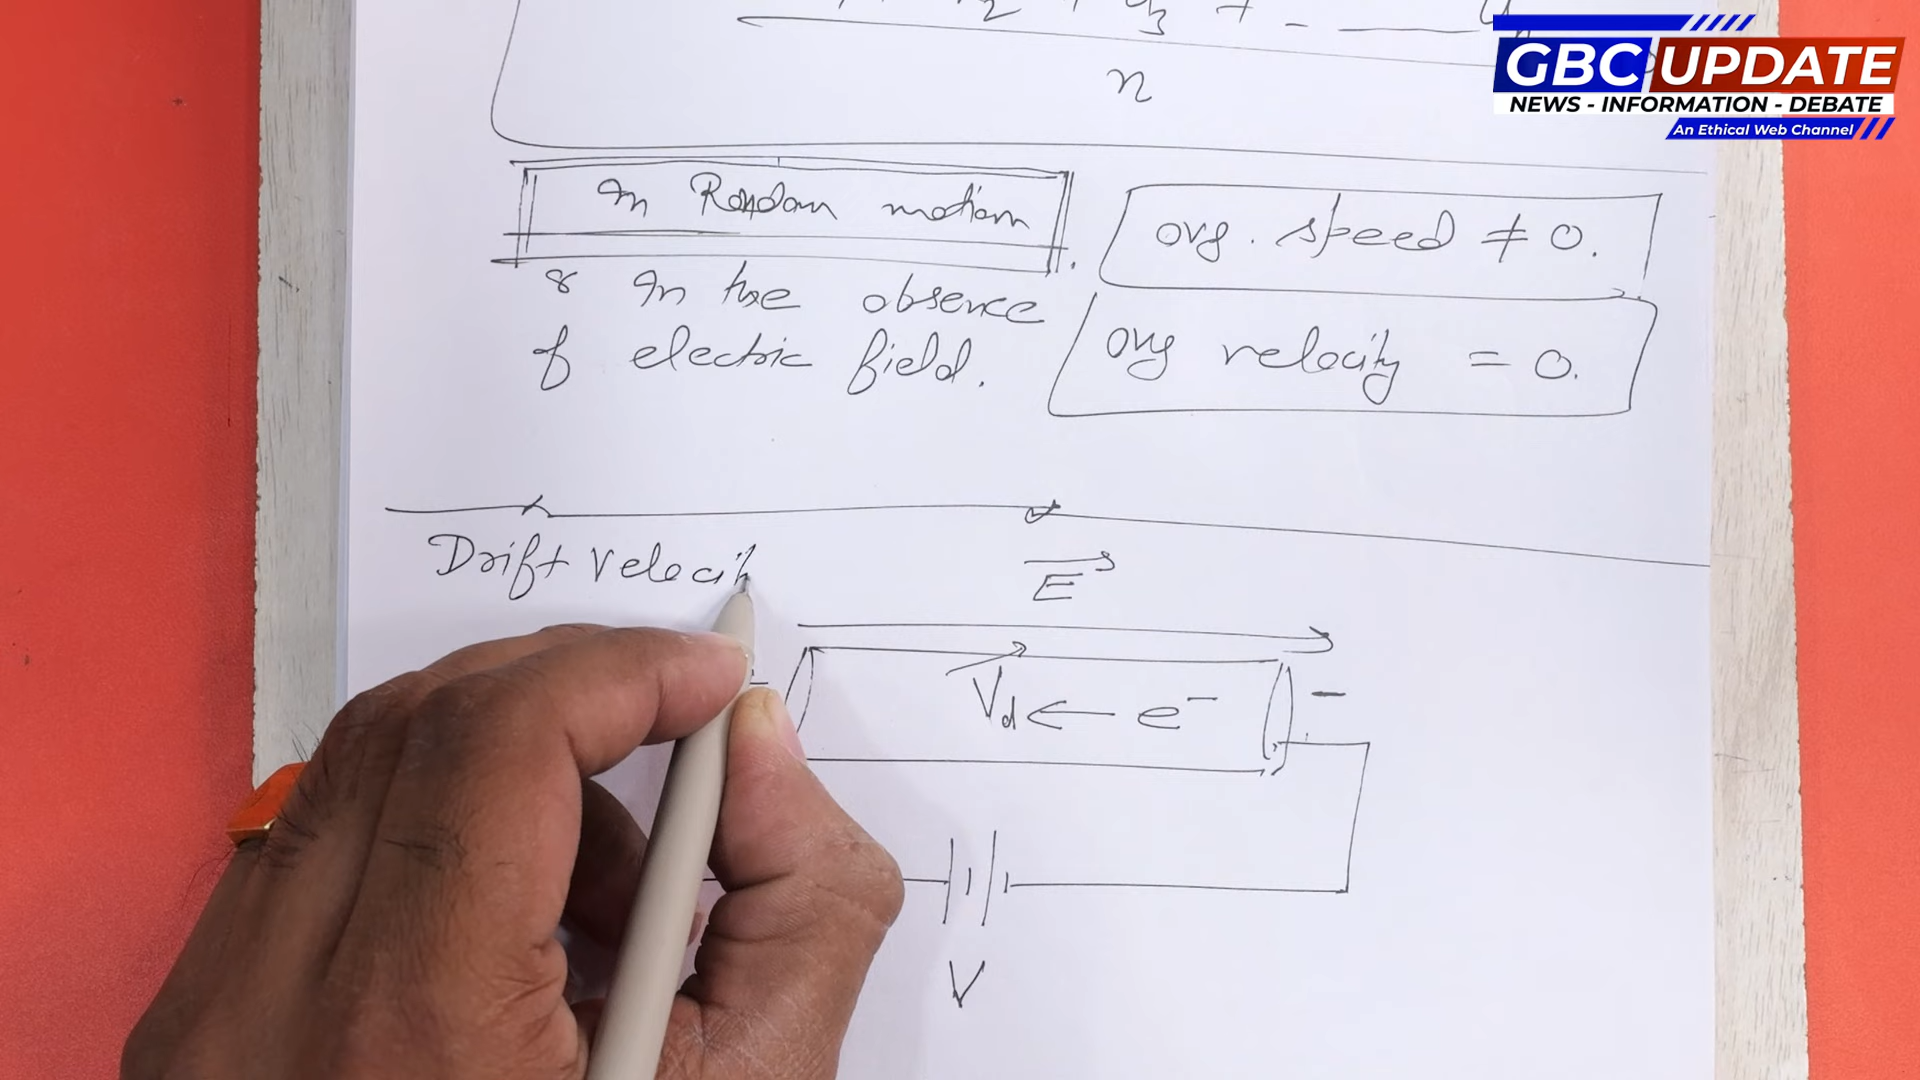 GBC UPDATE
NEWS - INFORMATION - DEBATE
An Ethical Web Channel
n
In Random motion
avg. speed ≠ 0.
& In the absence
of electric field.
avg velocity = 0.
Drift Velocit
E
Vd ← e⁻
−
V